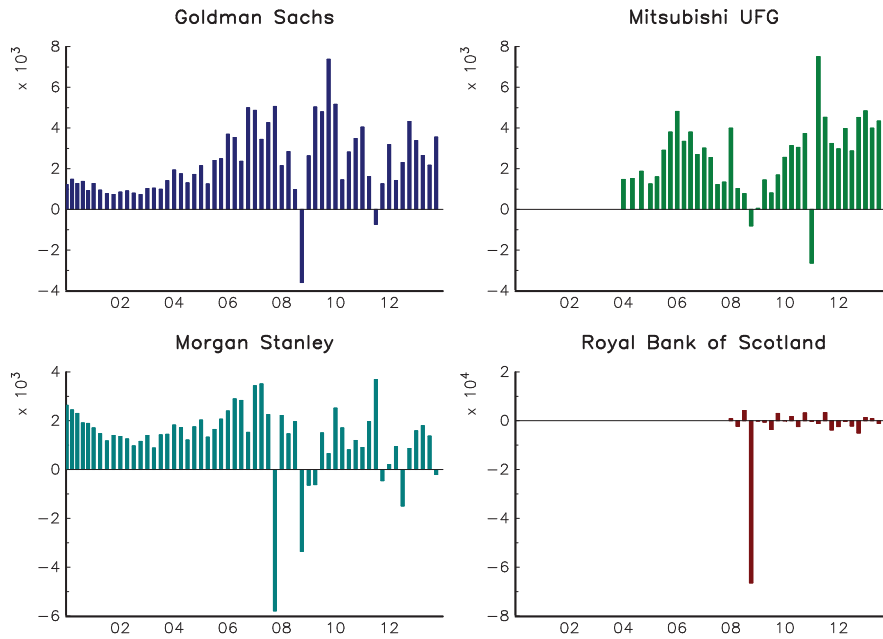 Goldman Sachs
x 10³
8
6
4
2
0
−2
−4
02 04 06 08 10 12
Mitsubishi UFG
x 10³
8
6
4
2
0
−2
−4
02 04 06 08 10 12
Morgan Stanley
x 10³
4
2
0
−2
−4
−6
02 04 06 08 10 12
Royal Bank of Scotland
x 10⁴
2
0
−2
−4
−6
−8
02 04 06 08 10 12